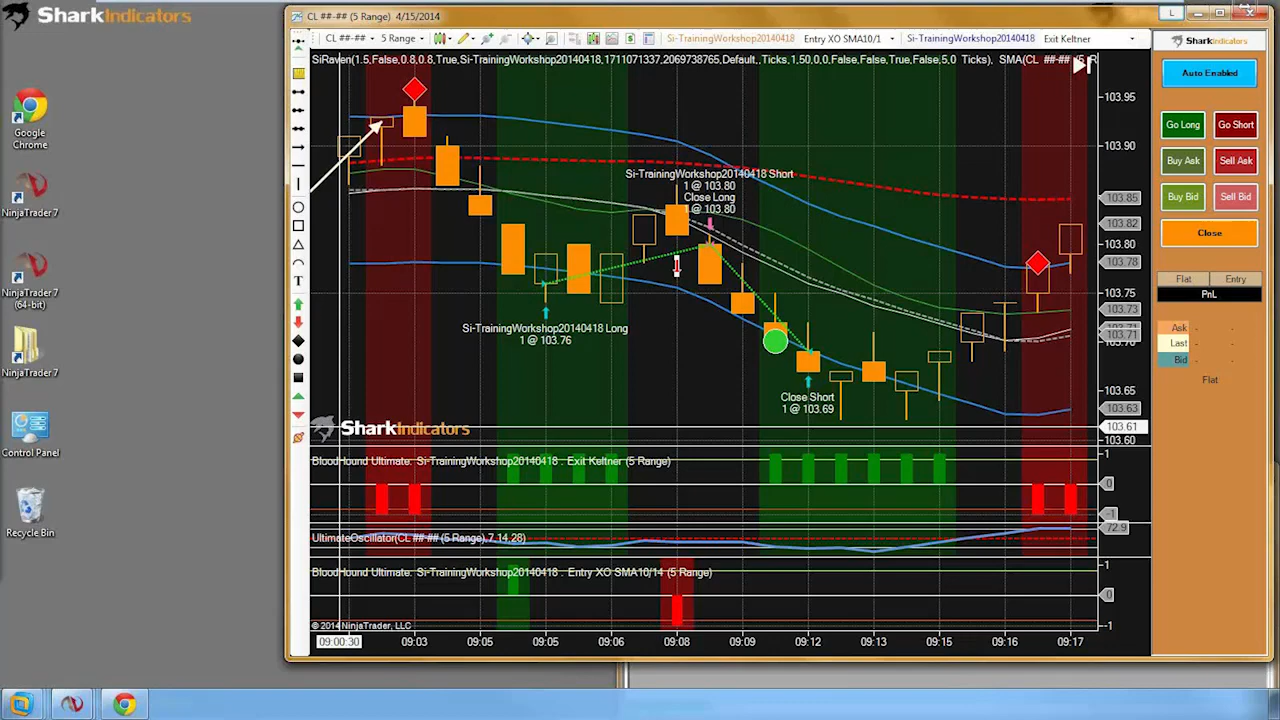 SharkIndicators
Google
Chrome
NinjaTrader 7
NinjaTrader 7
(64-bit)
NinjaTrader 7
Control Panel
Recycle Bin
CL ##-## (5 Range) 4/15/2014
L
CL ##-##
5 Range
Si-TrainingWorkshop20140418
Entry XO SMA10/1
Si-TrainingWorkshop20140418
Exit Keltner
SiRaven(1.5,False,0.8,0.8,True,Si-TrainingWorkshop20140418,1711071337,2069738765,Default,,Ticks,1,50,0,0,False,False,True,False,5,0 Ticks), SMA(CL ##-## (5 R
Si-TrainingWorkshop20140418 Short
1 @ 103.80
Close Long
1 @ 103.80
Si-TrainingWorkshop20140418 Long
1 @ 103.76
Close Short
1 @ 103.69
SharkIndicators
103.95
103.90
103.85
103.82
103.80
103.78
103.75
103.73
103.71
103.65
103.63
103.61
103.60
BloodHound Ultimate: Si-TrainingWorkshop20140418 : Exit Keltner (5 Range)
1
0
-1
72.9
UltimateOscillator(CL ##-## (5 Range),7,14,28)
BloodHound Ultimate: Si-TrainingWorkshop20140418 : Entry XO SMA10/14 (5 Range)
1
0
-1
© 2014 NinjaTrader, LLC
09:00:30
09:03
09:05
09:05
09:06
09:08
09:09
09:12
09:13
09:15
09:16
09:17
SharkIndicators
Auto Enabled
Go Long
Go Short
Buy Ask
Sell Ask
Buy Bid
Sell Bid
Close
Flat
Entry
PnL
Ask - -
Last - -
Bid - -
Flat
T